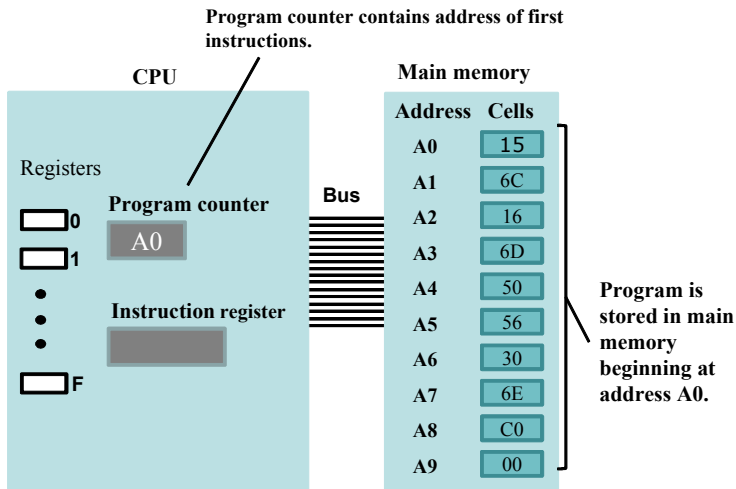 Program counter contains address of first
instructions.
CPU
Main memory
Address Cells
A0 15
A1 6C
A2 16
A3 6D
A4 50
A5 56
A6 30
A7 6E
A8 C0
A9 00
Registers
0
1
F
Program counter
A0
Instruction register
Bus
Program is
stored in main
memory
beginning at
address A0.